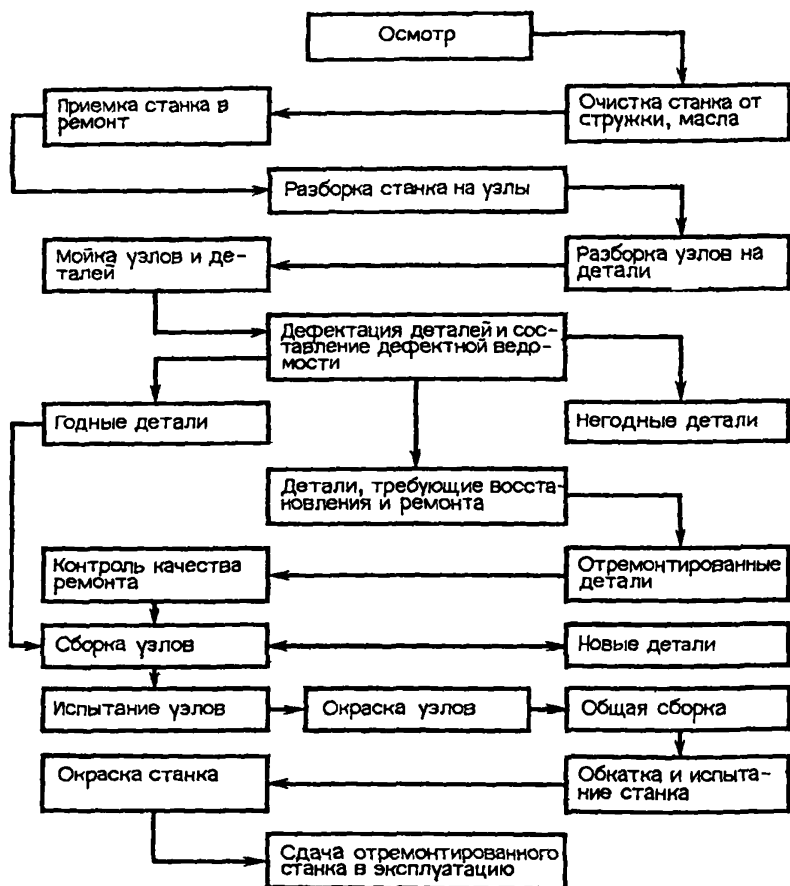 Осмотр
Очистка станка от
стружки, масла
Приемка станка в
ремонт
Разборка станка на узлы
Разборка узлов на
детали
Мойка узлов и де-
талей
Дефектация деталей и сос-
тавление дефектной ведо-
мости
Годные детали
Негодные детали
Детали, требующие восста-
новления и ремонта
Отремонтированные
детали
Контроль качества
ремонта
Сборка узлов
Новые детали
Испытание узлов
Окраска узлов
Общая сборка
Обкатка и испыта-
ние станка
Окраска станка
Сдача отремонтированного
станка в эксплуатацию